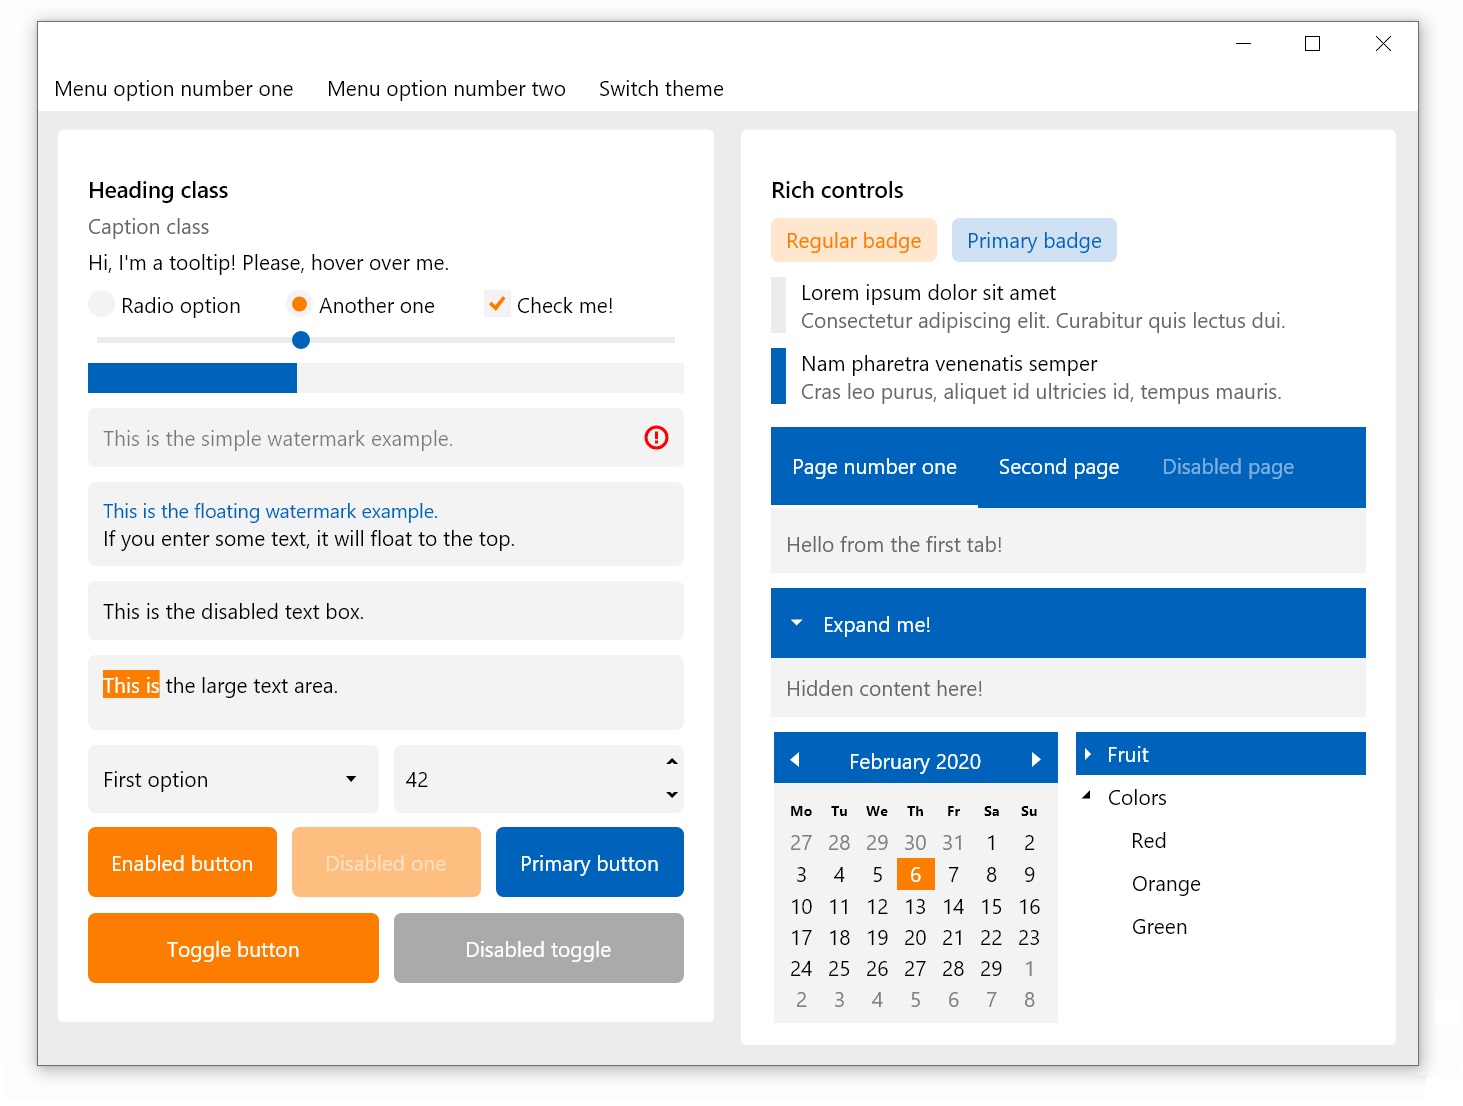 Menu option number one Menu option number two Switch theme
Heading class
Caption class
Hi, I'm a tooltip! Please, hover over me.
Radio option Another one Check me!
This is the simple watermark example.
This is the floating watermark example.
If you enter some text, it will float to the top.
This is the disabled text box.
This is the large text area.
First option 42
Enabled button Disabled one Primary button
Toggle button Disabled toggle
Rich controls
Regular badge Primary badge
Lorem ipsum dolor sit amet
Consectetur adipiscing elit. Curabitur quis lectus dui.
Nam pharetra venenatis semper
Cras leo purus, aliquet id ultricies id, tempus mauris.
Page number one Second page Disabled page
Hello from the first tab!
Expand me!
Hidden content here!
February 2020
Mo Tu We Th Fr Sa Su
27 28 29 30 31 1 2
3 4 5 6 7 8 9
10 11 12 13 14 15 16
17 18 19 20 21 22 23
24 25 26 27 28 29 1
2 3 4 5 6 7 8
Fruit
Colors
Red
Orange
Green